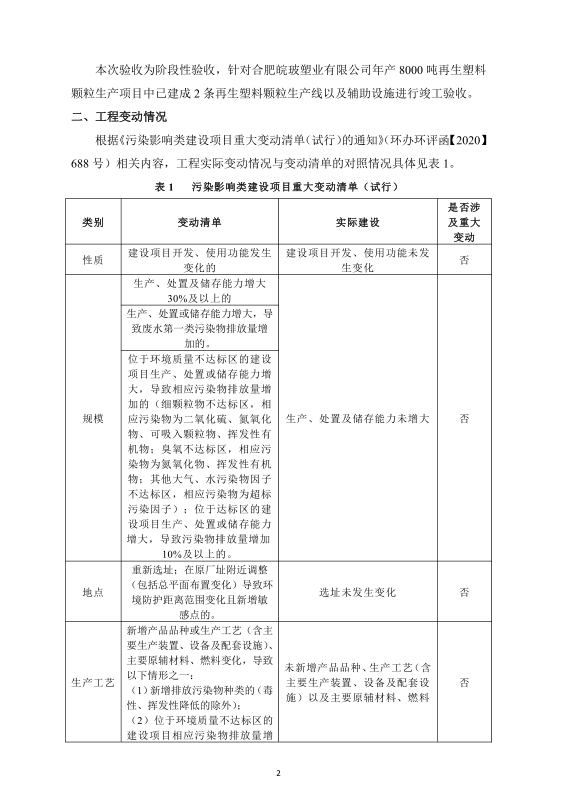 本次验收为阶段性验收，针对合肥皖玻塑业有限公司年产 8000 吨再生塑料
颗粒生产项目中已建成 2 条再生塑料颗粒生产线以及辅助设施进行竣工验收。
二、工程变动情况
根据《污染影响类建设项目重大变动清单（试行）的通知》（环办环评函【2020】
688 号）相关内容，工程实际变动情况与变动清单的对照情况具体见表 1。
表 1 污染影响类建设项目重大变动清单（试行）
类别
变动清单
实际建设
是否涉
及重大
变动
性质
建设项目开发、使用功能发生
变化的
建设项目开发、使用功能未发
生变化
否
规模
生产、处置及储存能力增大
30%及以上的
生产、处置或储存能力增大，导
致废水第一类污染物排放量增
加的。
位于环境质量不达标区的建设
项目生产、处置或储存能力增
大，导致相应污染物排放量增
加的（细颗粒物不达标区，相
应污染物为二氧化硫、氮氧化
物、可吸入颗粒物、挥发性有
机物；臭氧不达标区，相应污
染物为氮氧化物、挥发性有机
物；其他大气、水污染物因子
不达标区，相应污染物为超标
污染因子）；位于达标区的建
设项目生产、处置或储存能力
增大，导致污染物排放量增加
10%及以上的。
生产、处置及储存能力未增大
否
地点
重新选址；在原厂址附近调整
（包括总平面布置变化）导致环
境防护距离范围变化且新增敏
感点的。
选址未发生变化
否
生产工艺
新增产品品种或生产工艺（含主
要生产装置、设备及配套设施）、
主要原辅材料、燃料变化，导致
以下情形之一：
（1）新增排放污染物种类的（毒
性、挥发性降低的除外）；
（2）位于环境质量不达标区的
建设项目相应污染物排放量增
未新增产品品种、生产工艺（含
主要生产装置、设备及配套设
施）以及主要原辅材料、燃料
否
2